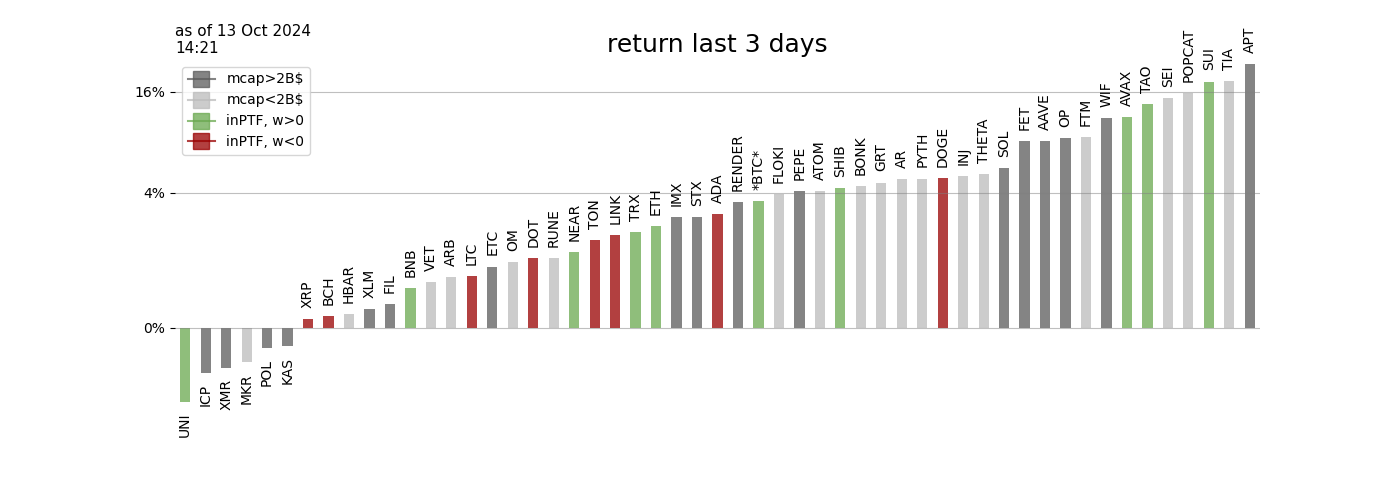 as of 13 Oct 2024
14:21
return last 3 days
mcap>2B$
mcap<2B$
inPTF, w>0
inPTF, w<0
16%
4%
0%
UNI
ICP
XMR
MKR
POL
KAS
XRP
BCH
HBAR
XLM
FIL
BNB
VET
ARB
LTC
ETC
OM
DOT
RUNE
NEAR
TON
LINK
TRX
ETH
IMX
STX
ADA
RENDER
*BTC*
FLOKI
PEPE
ATOM
SHIB
BONK
GRT
AR
PYTH
DOGE
INJ
THETA
SOL
FET
AAVE
OP
FTM
WIF
AVAX
TAO
SEI
POPCAT
SUI
TIA
APT